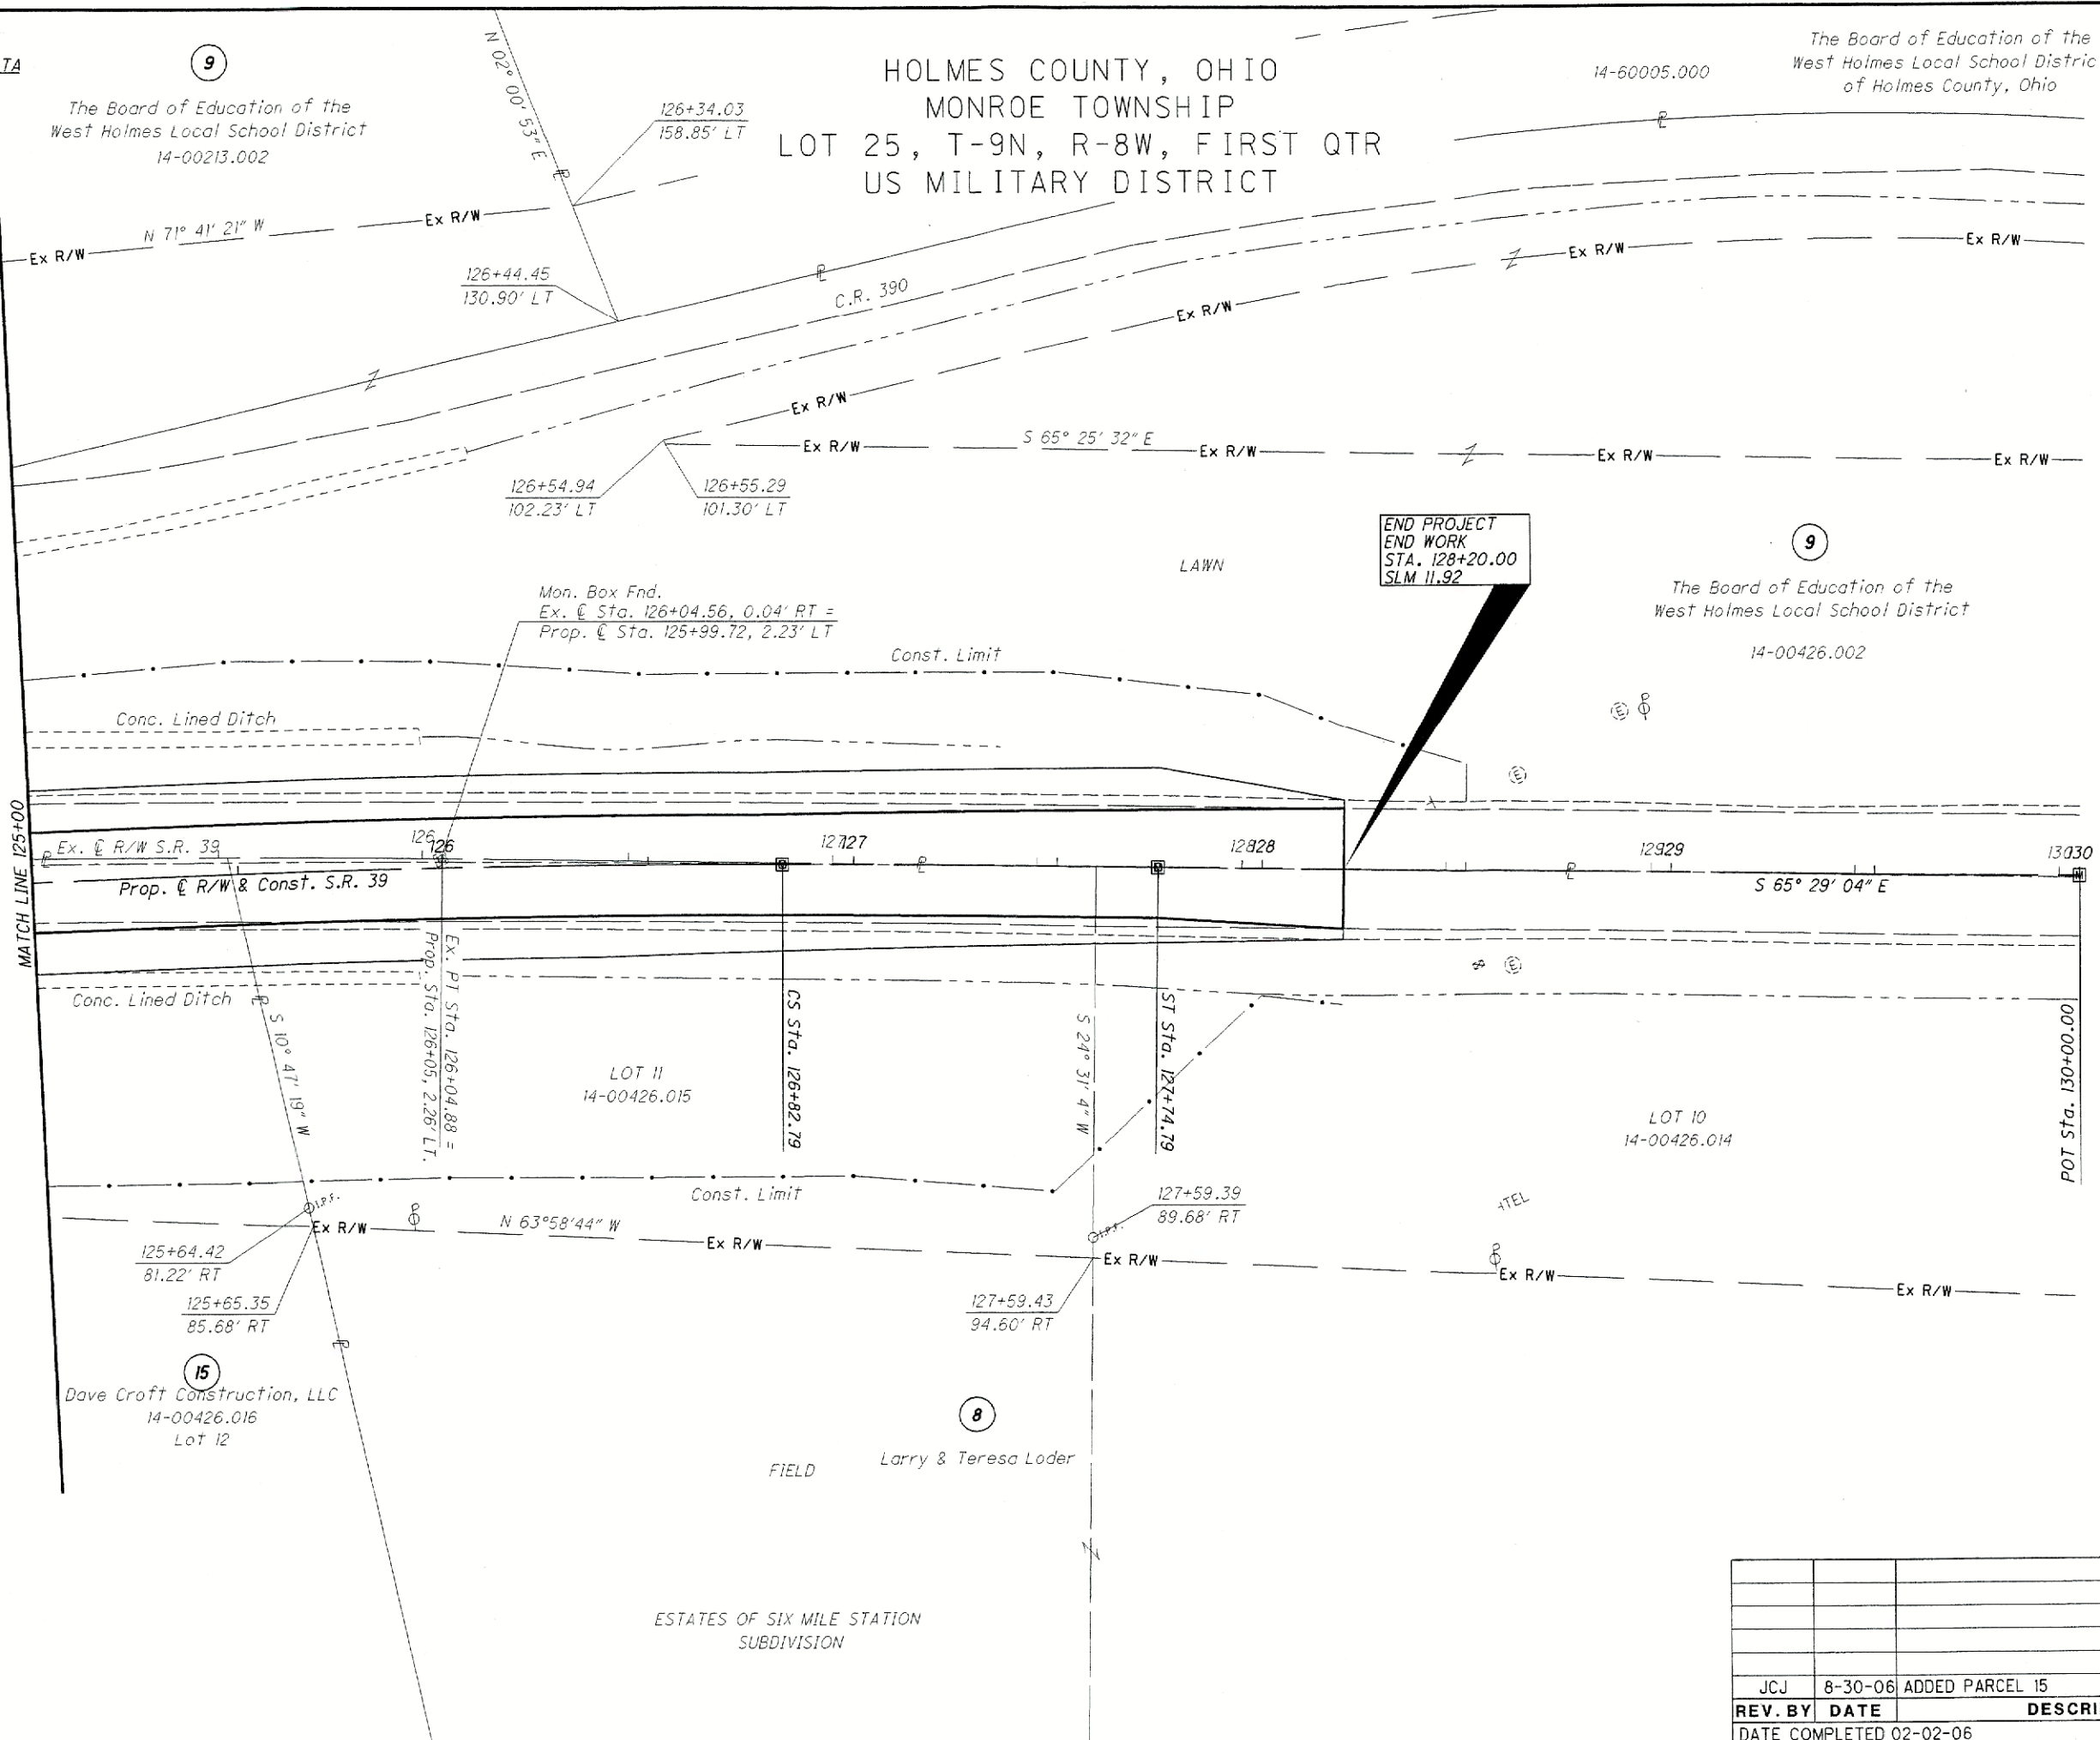 TA
9
The Board of Education of the
West Holmes Local School District
14-00213.002
N 02° 00' 53" E
126+34.03
158.85' LT
HOLMES COUNTY, OHIO
MONROE TOWNSHIP
LOT 25, T-9N, R-8W, FIRST QTR
US MILITARY DISTRICT
14-60005.000
The Board of Education of the
West Holmes Local School Distric
of Holmes County, Ohio
Ex R/W
N 71° 41' 21" W
Ex R/W
126+44.45
130.90' LT
C.R. 390
Ex R/W
Ex R/W
Ex R/W
Ex R/W
Ex R/W
S 65° 25' 32" E
Ex R/W
Ex R/W
Ex R/W
126+54.94
102.23' LT
126+55.29
101.30' LT
END PROJECT
END WORK
STA. 128+20.00
SLM 11.92
LAWN
9
The Board of Education of the
West Holmes Local School District
14-00426.002
Mon. Box Fnd.
Ex. ℄ Sta. 126+04.56, 0.04' RT =
Prop. ℄ Sta. 125+99.72, 2.23' LT
Const. Limit
Conc. Lined Ditch
E
E
MATCH LINE 125+00
Ex. ℄ R/W S.R. 39
126
126
127
127
128
128
129
129
130
130
Prop. ℄ R/W & Const. S.R. 39
S 65° 29' 04" E
Conc. Lined Ditch
E
S 10° 47' 19" W
Ex. PT Sta. 126+04.88 =
Prop. Sta. 126+05, 2.26' LT.
CS Sta. 126+82.79
S 24° 31' 4" W
ST Sta. 127+74.79
POT Sta. 130+00.00
LOT 11
14-00426.015
LOT 10
14-00426.014
Const. Limit
I.P.F.
I.P.F.
127+59.39
89.68' RT
Ex R/W
N 63°58'44" W
Ex R/W
Ex R/W
Ex R/W
Ex R/W
125+64.42
81.22' RT
125+65.35
85.68' RT
127+59.43
94.60' RT
15
Dave Croft Construction, LLC
14-00426.016
Lot 12
8
Larry & Teresa Loder
FIELD
ESTATES OF SIX MILE STATION
SUBDIVISION
JCJ 8-30-06 ADDED PARCEL 15
REV. BY DATE DESCRI
DATE COMPLETED 02-02-06